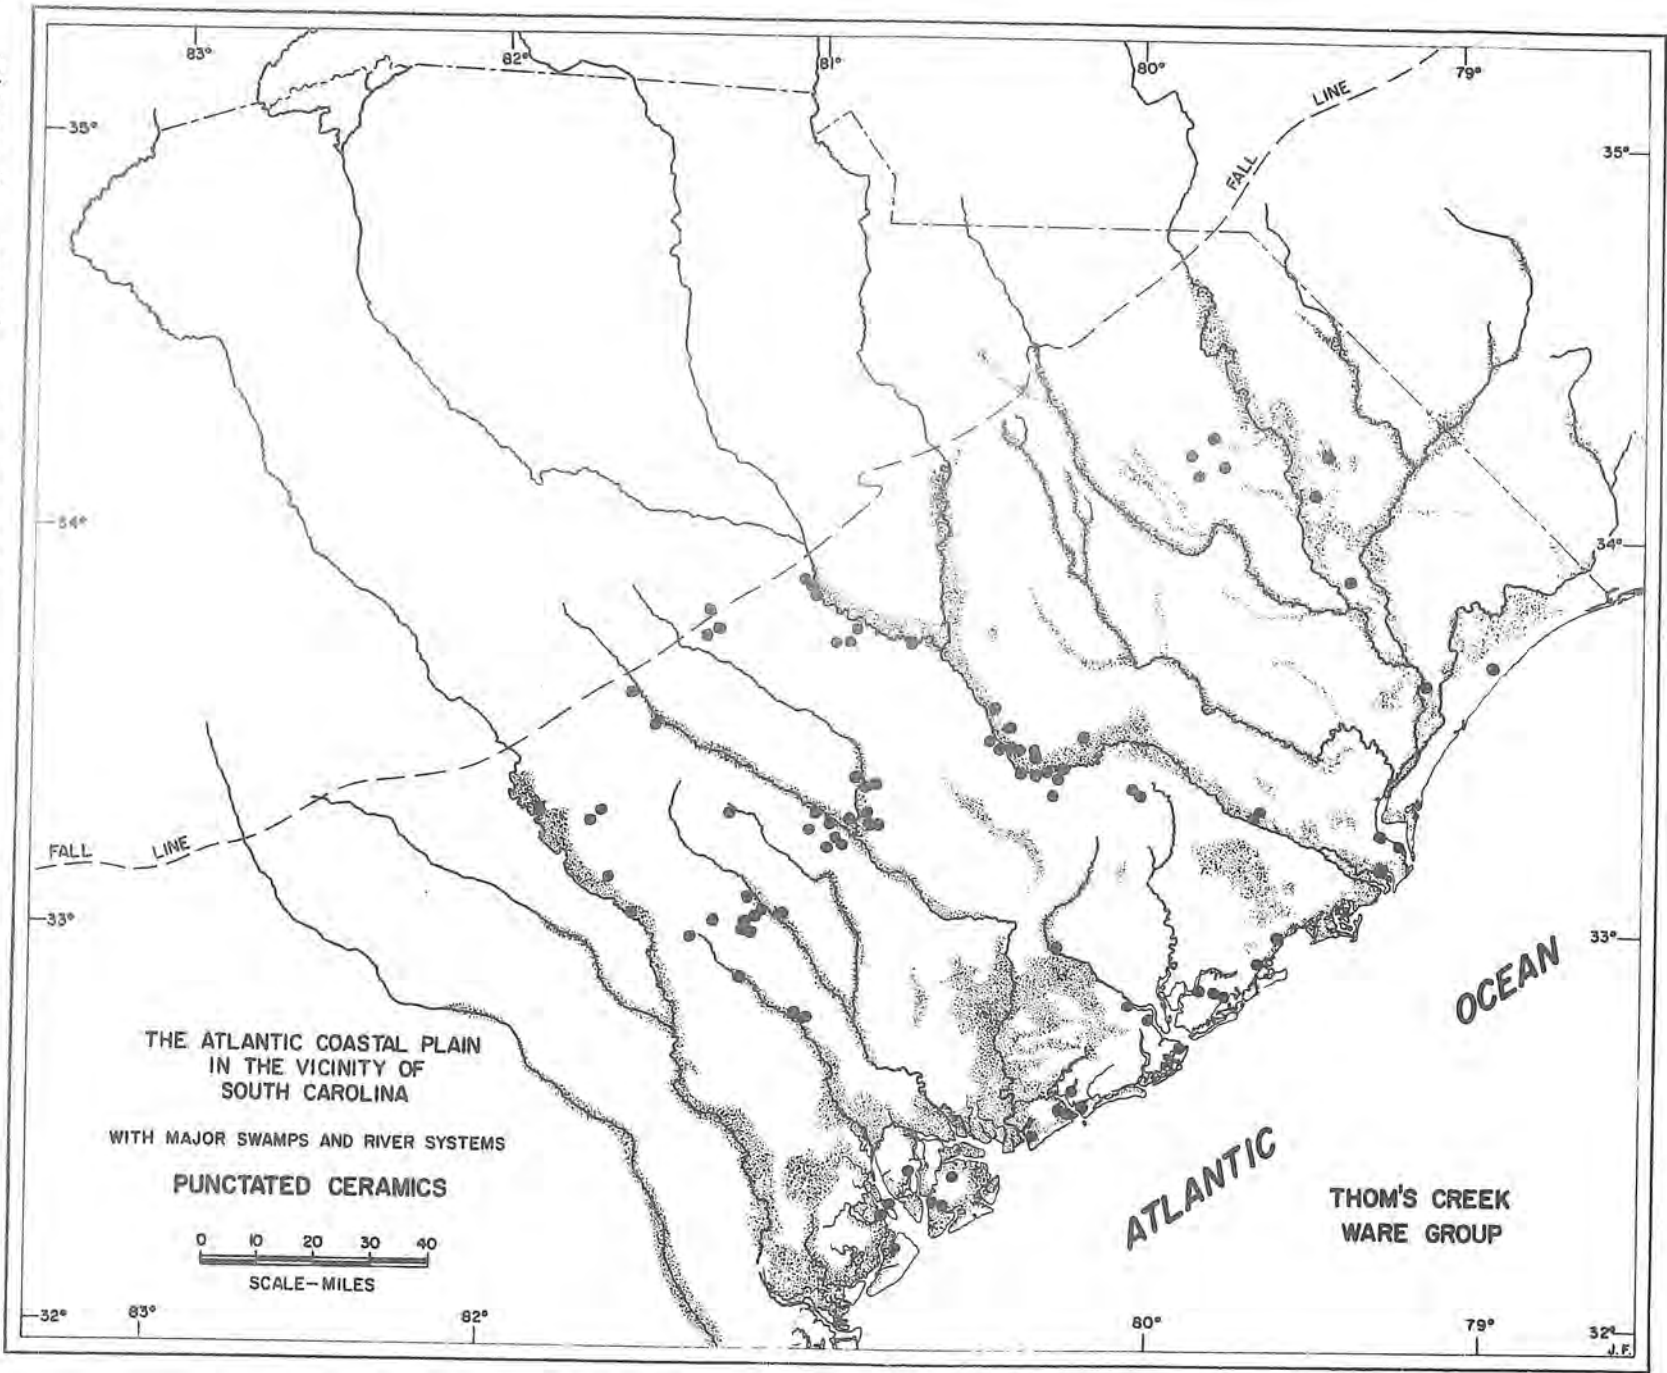 83°
82°
81°
80°
79°
LINE
FALL
35°
35°
34°
34°
FALL
LINE
33°
33°
OCEAN
ATLANTIC
THE ATLANTIC COASTAL PLAIN
IN THE VICINITY OF
SOUTH CAROLINA
WITH MAJOR SWAMPS AND RIVER SYSTEMS
PUNCTATED CERAMICS
0 10 20 30 40
SCALE-MILES
THOM'S CREEK
WARE GROUP
32°
83°
82°
80°
79°
32°
J.F.